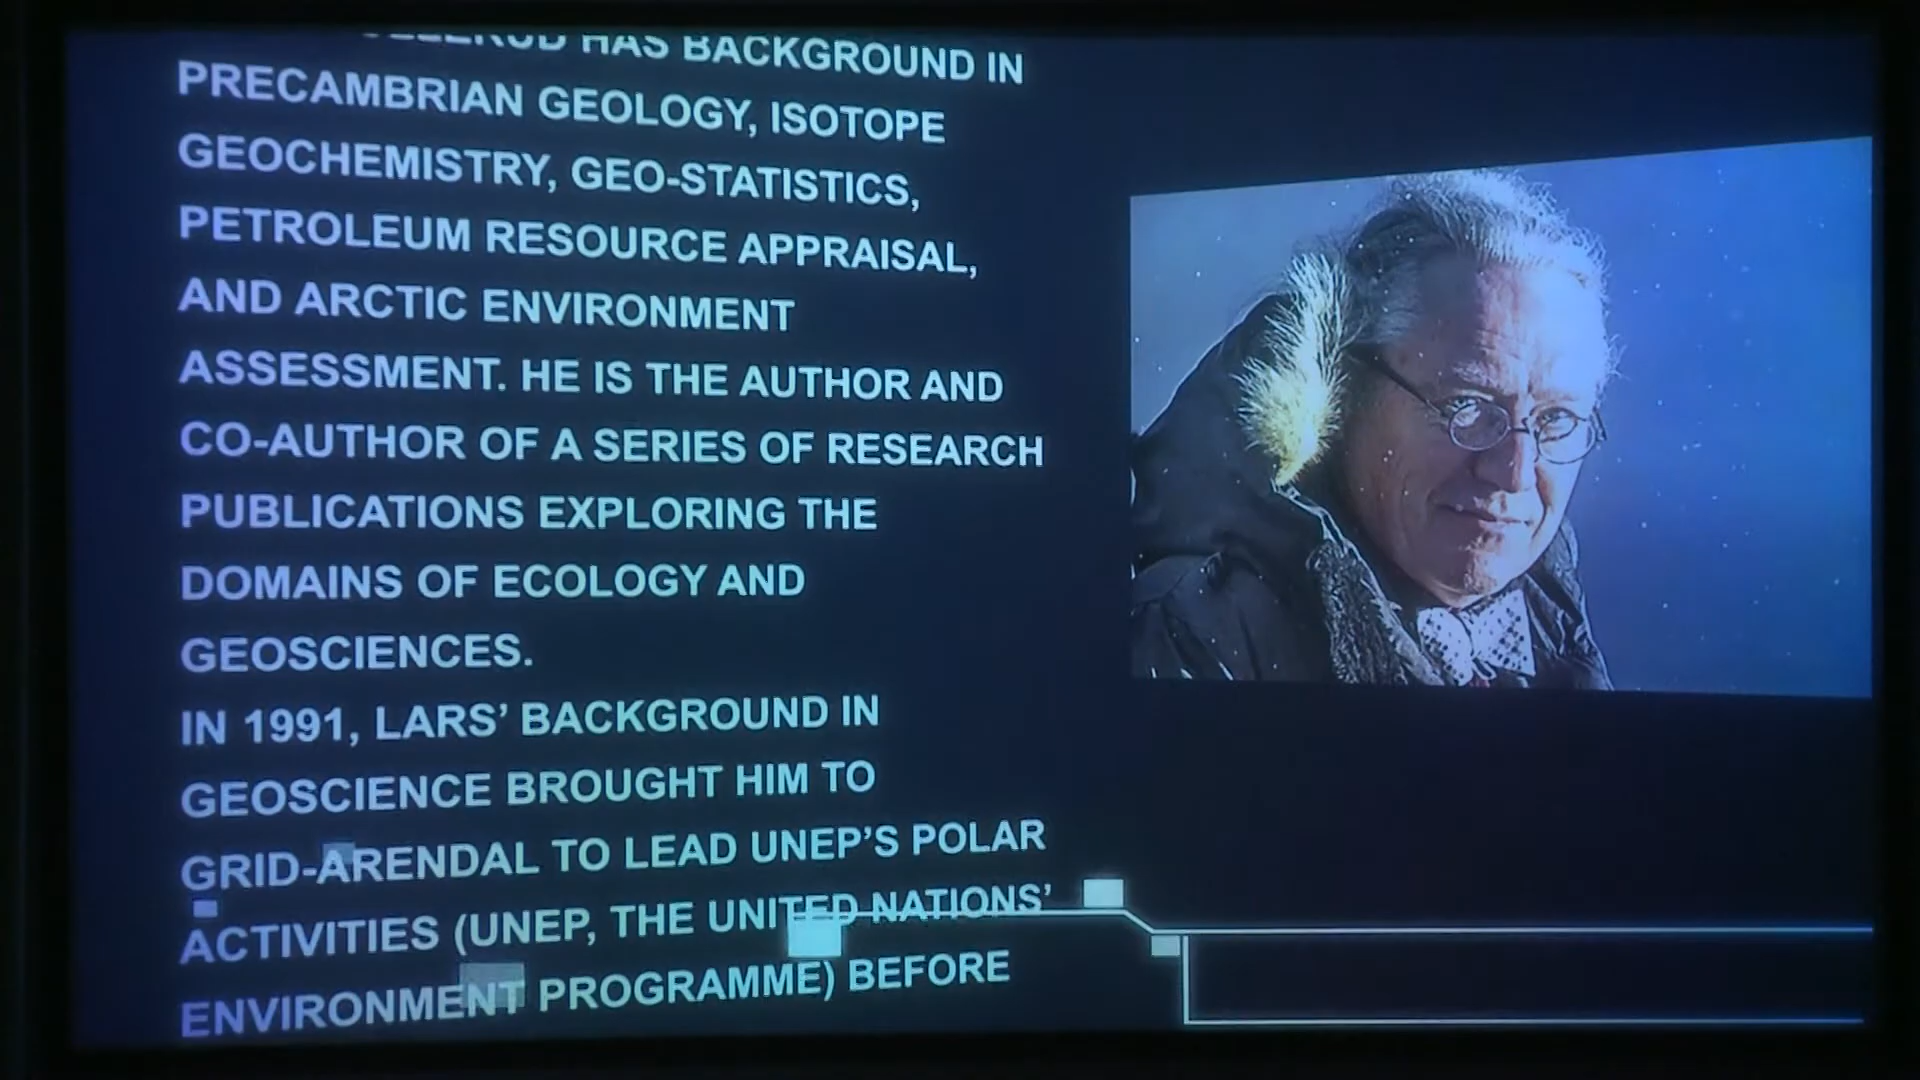 HAS BACKGROUND IN
PRECAMBRIAN GEOLOGY, ISOTOPE
GEOCHEMISTRY, GEO-STATISTICS,
PETROLEUM RESOURCE APPRAISAL,
AND ARCTIC ENVIRONMENT
ASSESSMENT. HE IS THE AUTHOR AND
CO-AUTHOR OF A SERIES OF RESEARCH
PUBLICATIONS EXPLORING THE
DOMAINS OF ECOLOGY AND
GEOSCIENCES.
IN 1991, LARS’ BACKGROUND IN
GEOSCIENCE BROUGHT HIM TO
GRID-ARENDAL TO LEAD UNEP’S POLAR
ACTIVITIES (UNEP, THE UNITED NATIONS’
ENVIRONMENT PROGRAMME) BEFORE